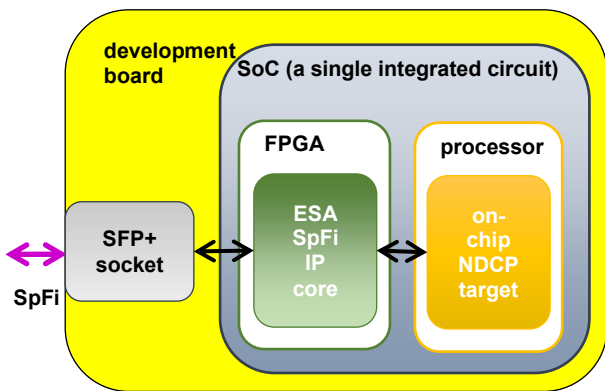 development
board
SoC (a single integrated circuit)
FPGA
processor
ESA
SpFi
IP
core
on-
chip
NDCP
target
SFP+
socket
SpFi